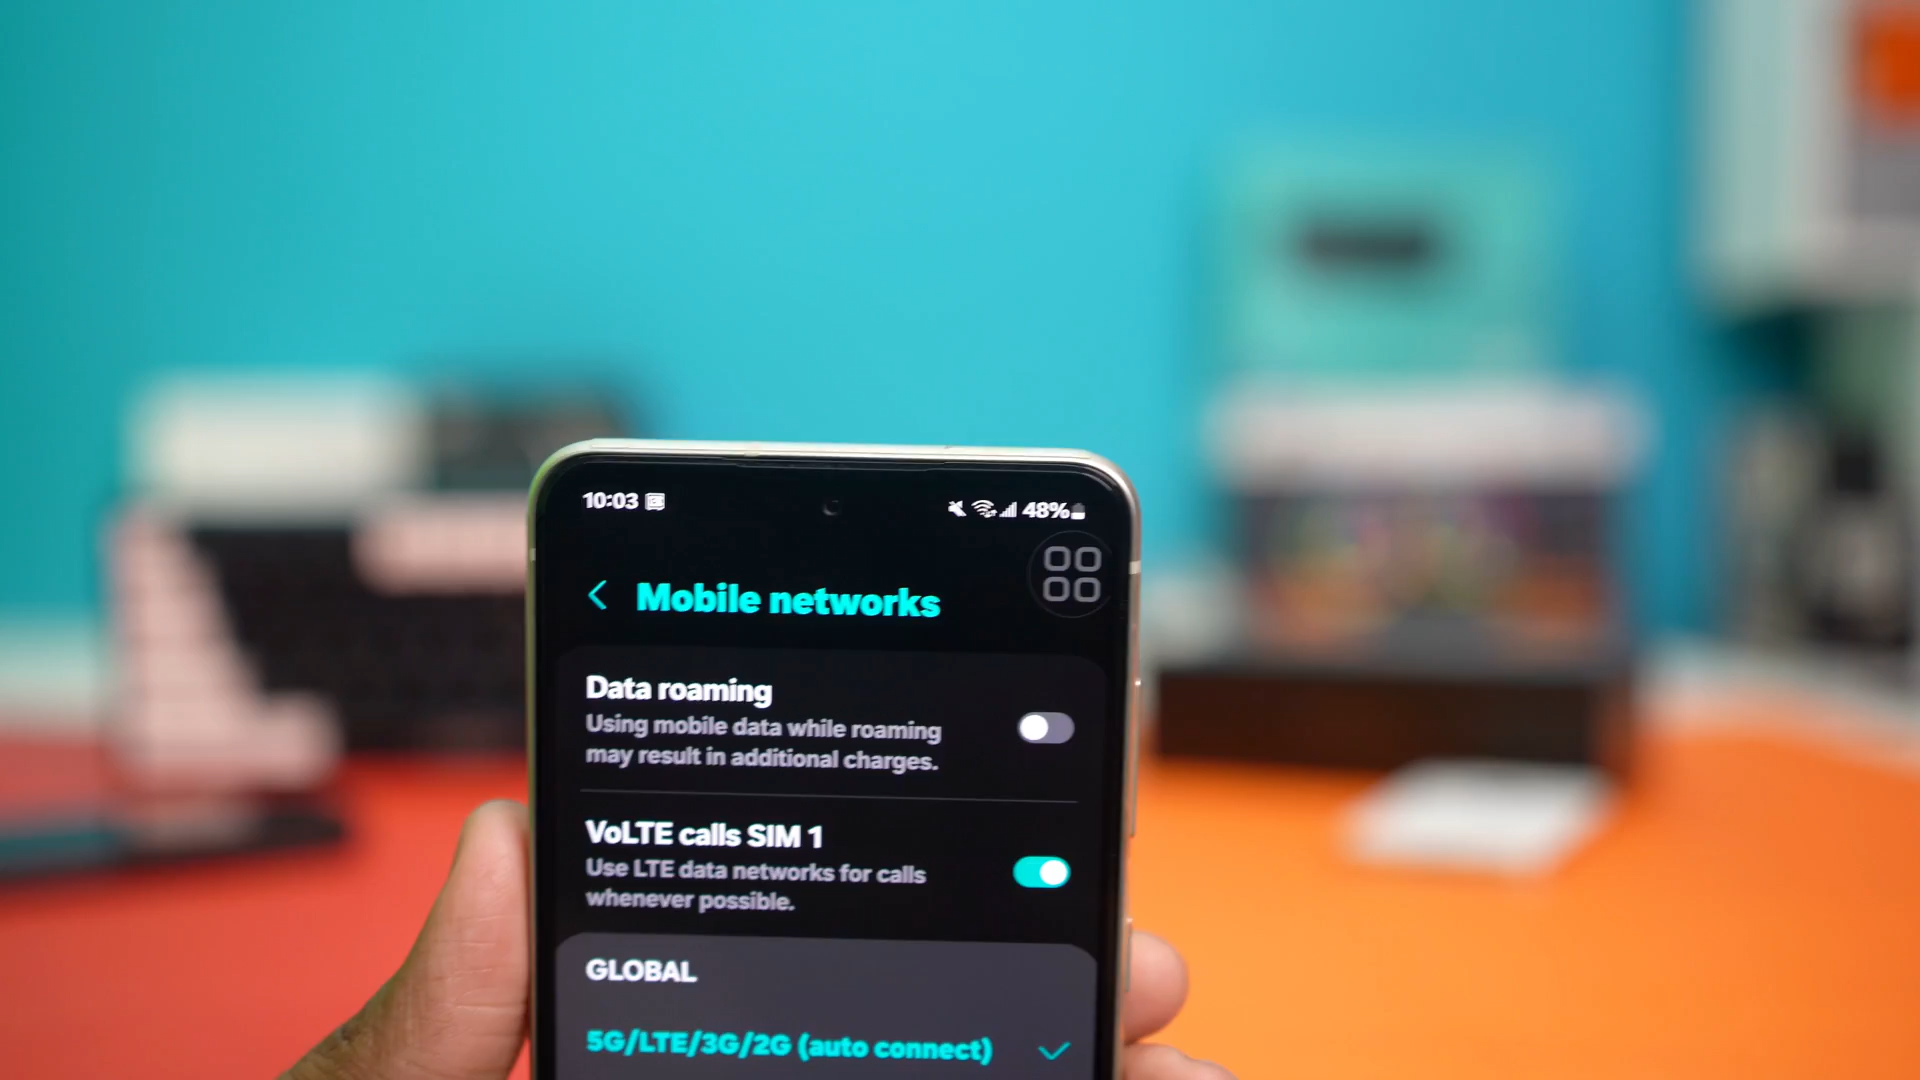 10:03
48%
Mobile networks
Data roaming
Using mobile data while roaming
may result in additional charges.
VoLTE calls SIM 1
Use LTE data networks for calls
whenever possible.
GLOBAL
5G/LTE/3G/2G (auto connect)